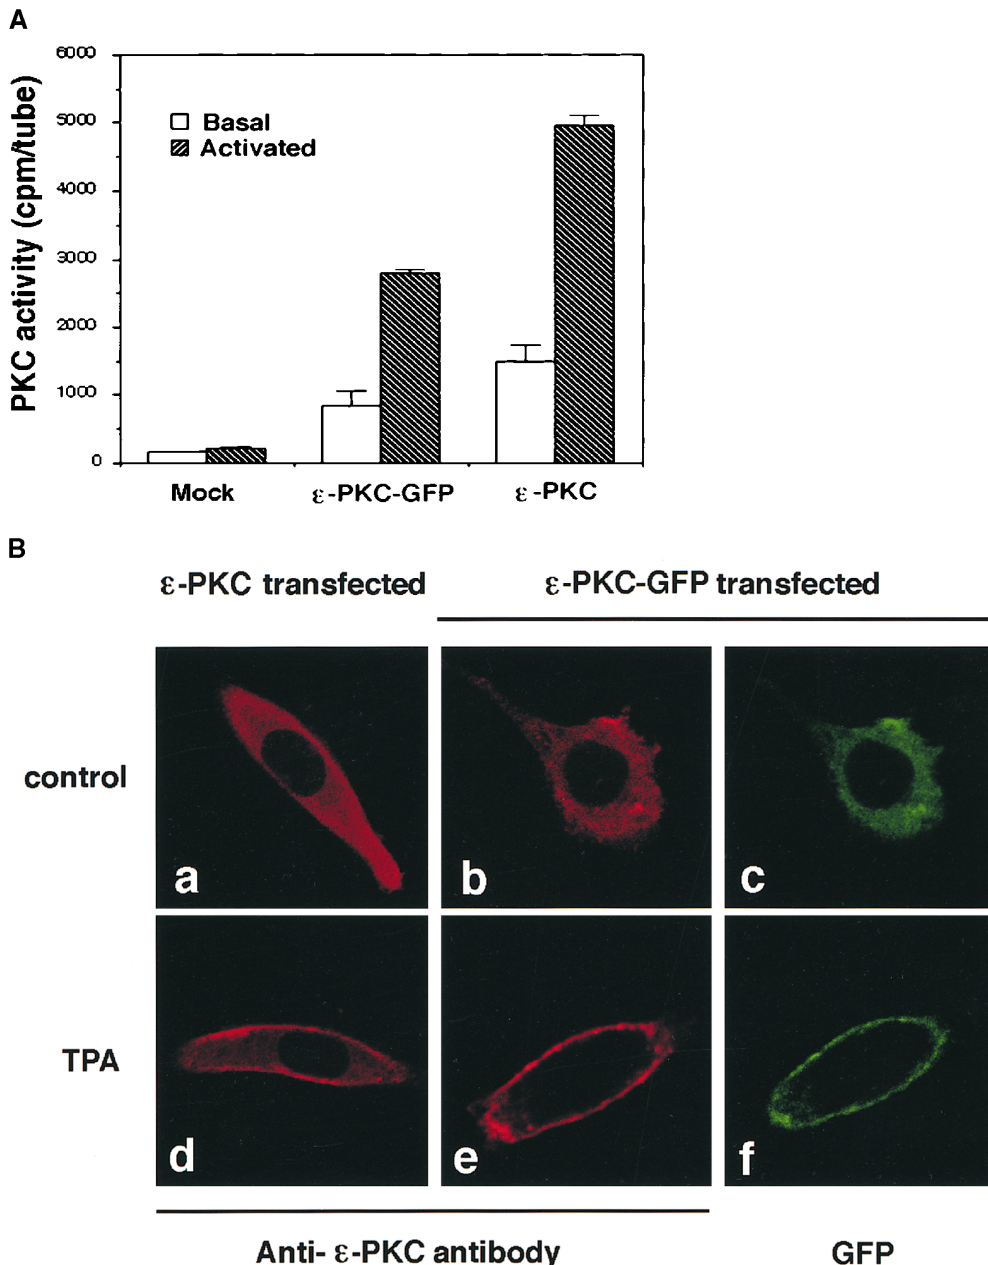 A
PKC activity (cpm/tube)
6000
5000
4000
3000
2000
1000
0
Basal
Activated
Mock
ε-PKC-GFP
ε-PKC
B
ε-PKC transfected
ε-PKC-GFP transfected
control
a
b
c
TPA
d
e
f
Anti- ε-PKC antibody
GFP